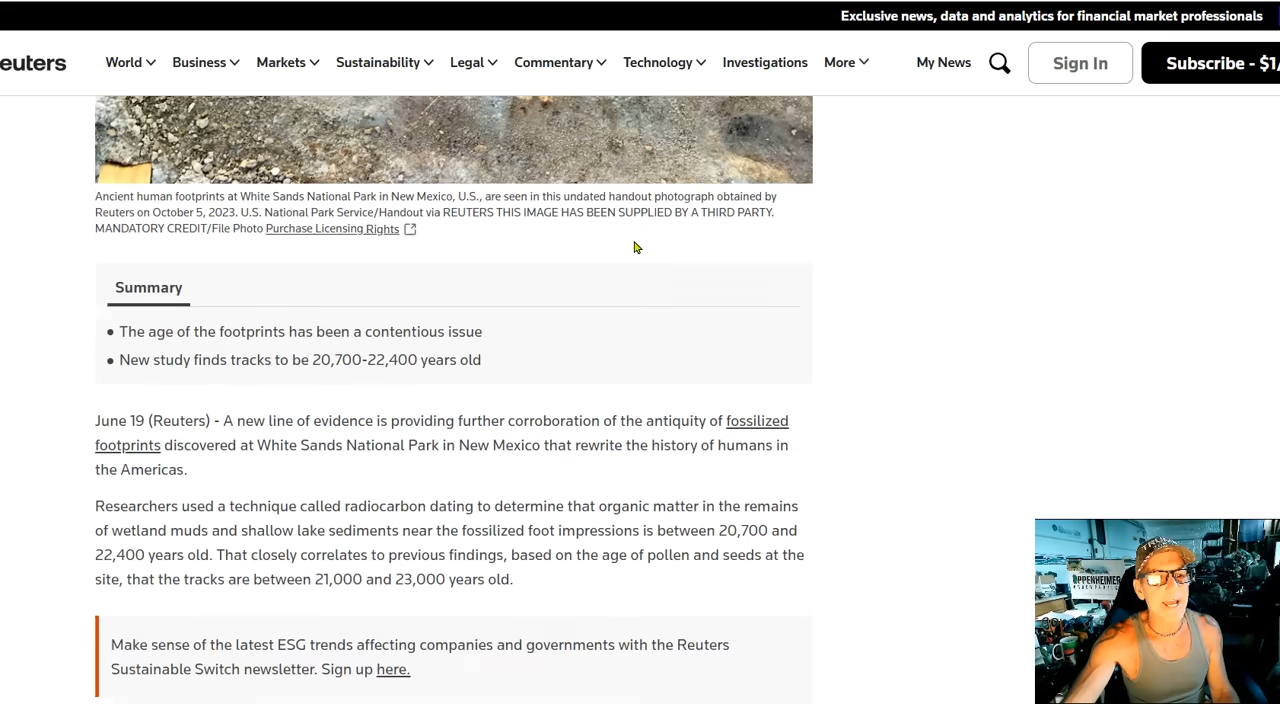 Exclusive news, data and analytics for financial market professionals
euters
World Business Markets Sustainability Legal Commentary Technology Investigations More My News Sign In Subscribe - $1/
Ancient human footprints at White Sands National Park in New Mexico, U.S., are seen in this undated handout photograph obtained by
Reuters on October 5, 2023. U.S. National Park Service/Handout via REUTERS THIS IMAGE HAS BEEN SUPPLIED BY A THIRD PARTY.
MANDATORY CREDIT/File Photo Purchase Licensing Rights
Summary
• The age of the footprints has been a contentious issue
• New study finds tracks to be 20,700-22,400 years old
June 19 (Reuters) - A new line of evidence is providing further corroboration of the antiquity of fossilized
footprints discovered at White Sands National Park in New Mexico that rewrite the history of humans in
the Americas.
Researchers used a technique called radiocarbon dating to determine that organic matter in the remains
of wetland muds and shallow lake sediments near the fossilized foot impressions is between 20,700 and
22,400 years old. That closely correlates to previous findings, based on the age of pollen and seeds at the
site, that the tracks are between 21,000 and 23,000 years old.
Make sense of the latest ESG trends affecting companies and governments with the Reuters
Sustainable Switch newsletter. Sign up here.
PPENHEIMER